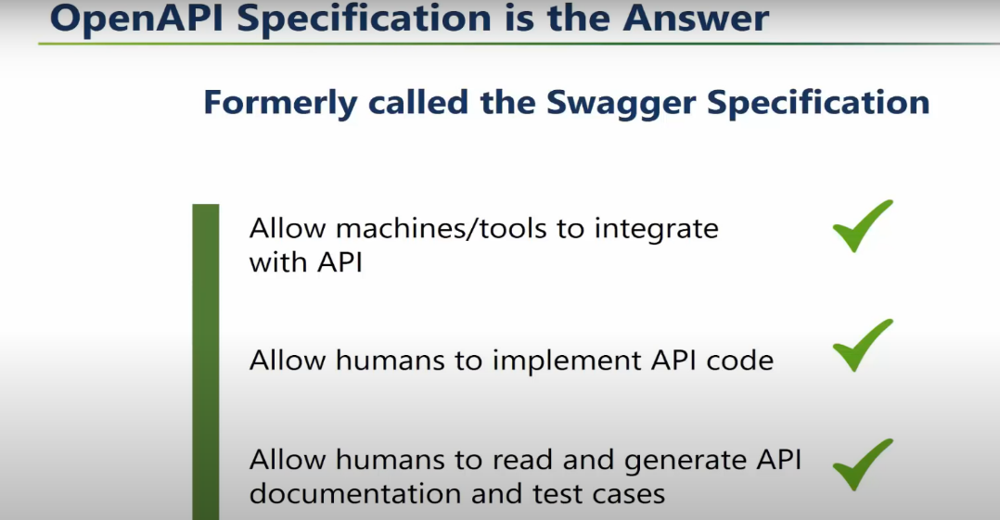 OpenAPI Specification is the Answer
Formerly called the Swagger Specification
Allow machines/tools to integrate
with API
Allow humans to implement API code
Allow humans to read and generate API
documentation and test cases